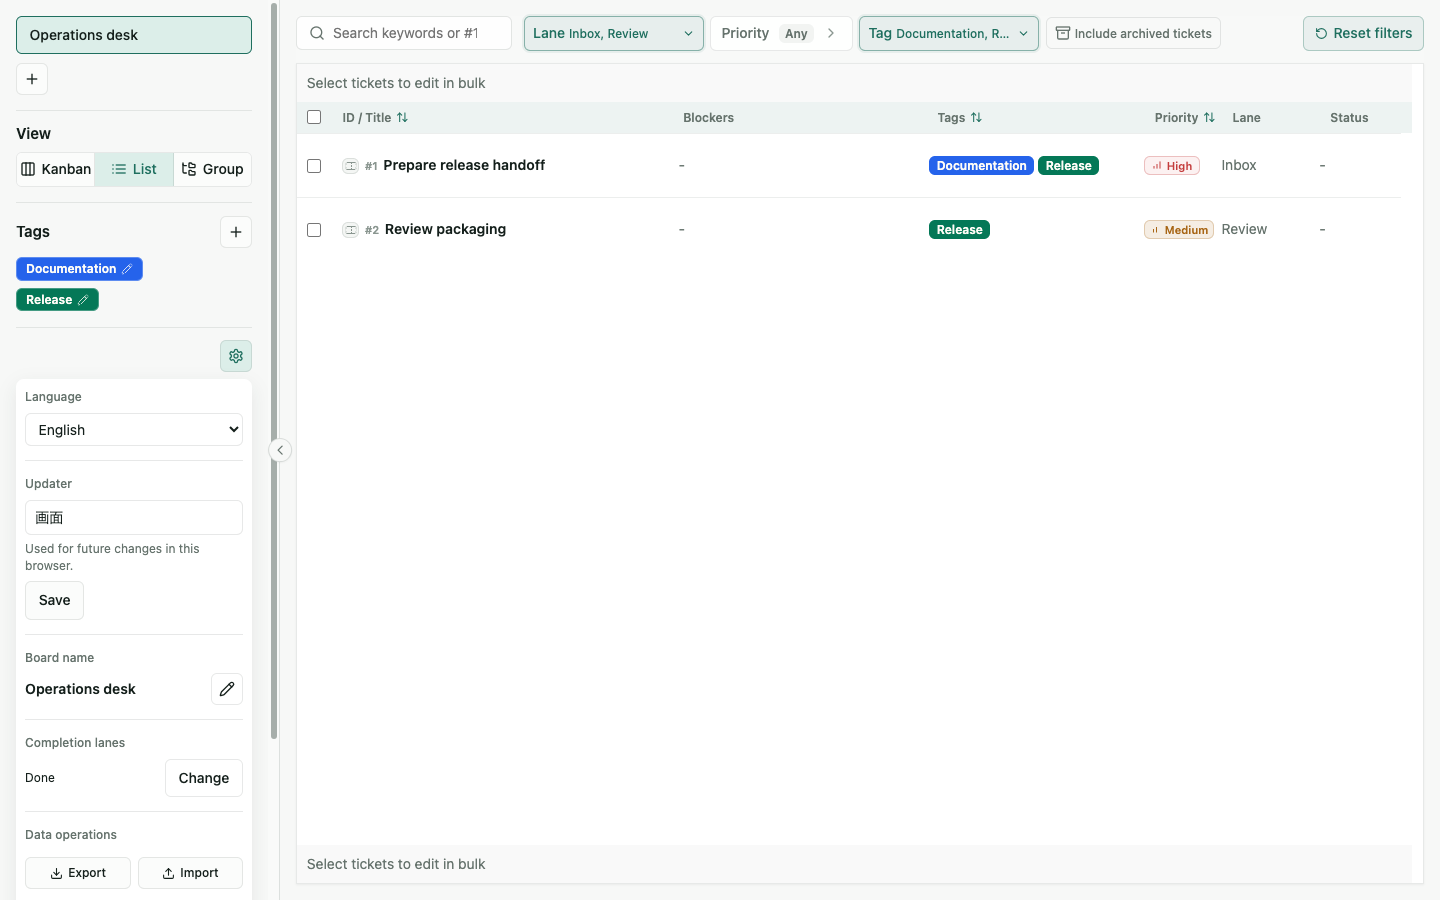 Operations desk
View
Kanban
List
Group
Tags
Documentation
Release
Language
English
Updater
画面
Used for future changes in this
browser.
Save
Board name
Operations desk
Completion lanes
Done
Change
Data operations
Export
Import
Search keywords or #1
Lane Inbox, Review
Priority Any
Tag Documentation, R...
Include archived tickets
Reset filters
Select tickets to edit in bulk
ID / Title
Blockers
Tags
Priority
Lane
Status
#1 Prepare release handoff
-
Documentation
Release
High
Inbox
-
#2 Review packaging
-
Release
Medium
Review
-
Select tickets to edit in bulk